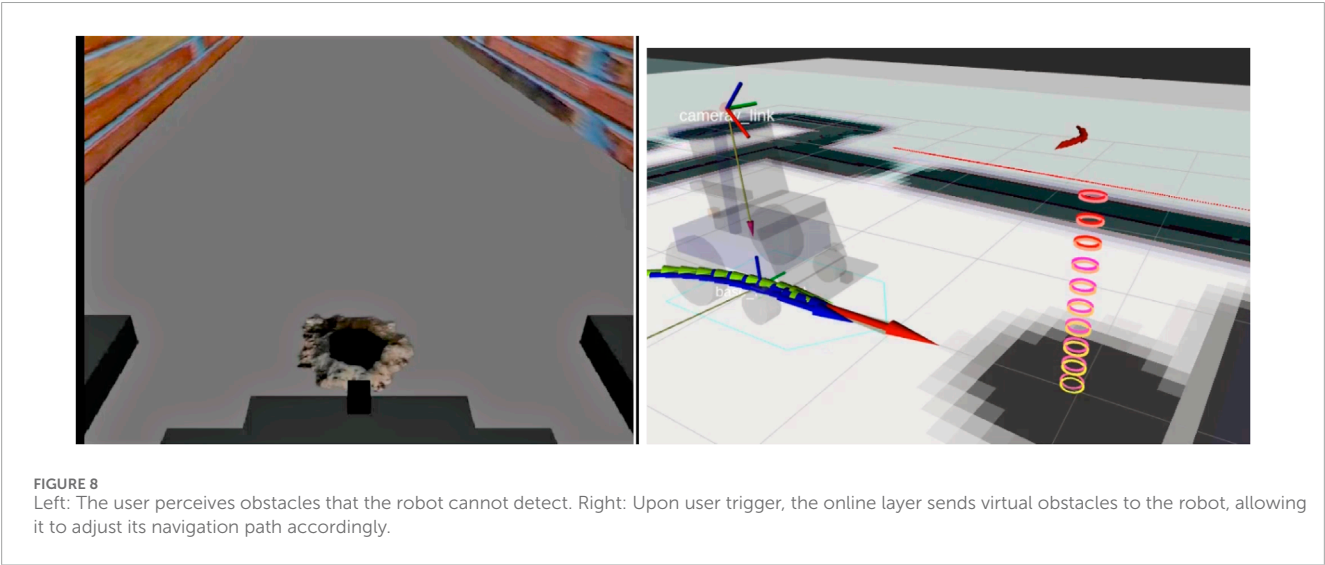 camera_link
FIGURE 8
Left: The user perceives obstacles that the robot cannot detect. Right: Upon user trigger, the online layer sends virtual obstacles to the robot, allowing
it to adjust its navigation path accordingly.